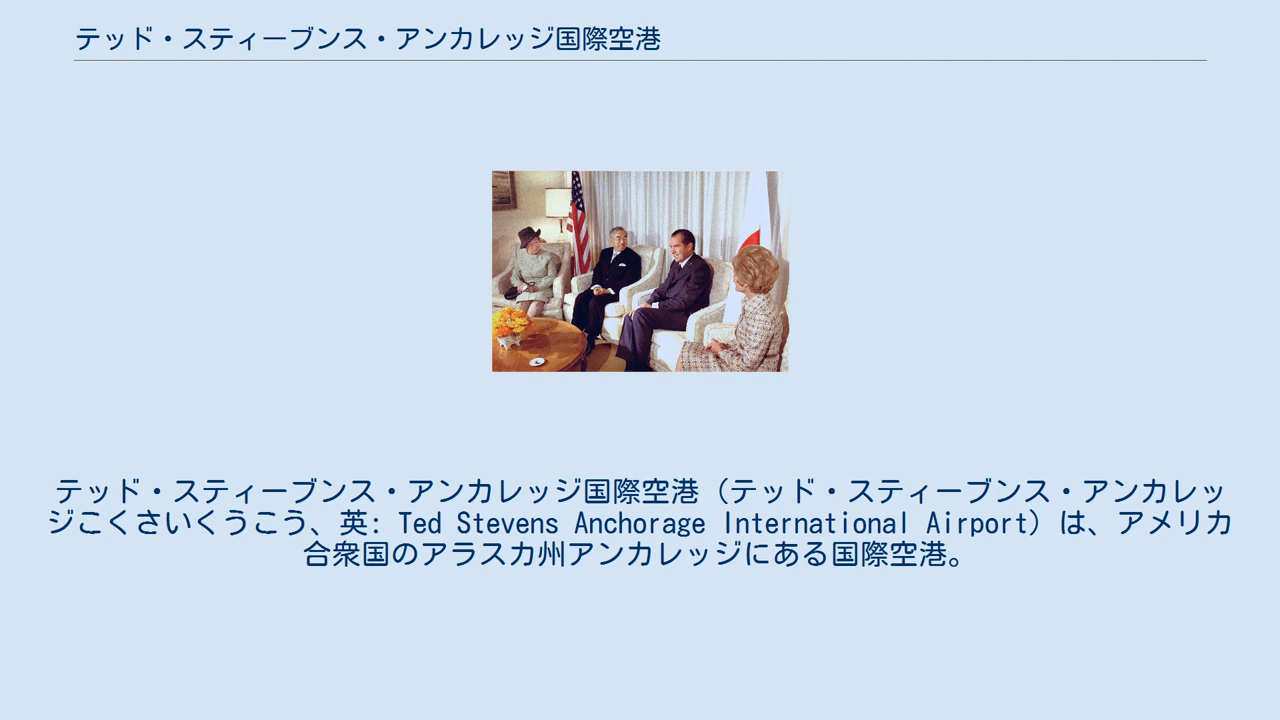 テッド・スティーブンス・アンカレッジ国際空港
テッド・スティーブンス・アンカレッジ国際空港（テッド・スティーブンス・アンカレッ
ジこくさいくうこう、英: Ted Stevens Anchorage International Airport）は、アメリカ
合衆国のアラスカ州アンカレッジにある国際空港。